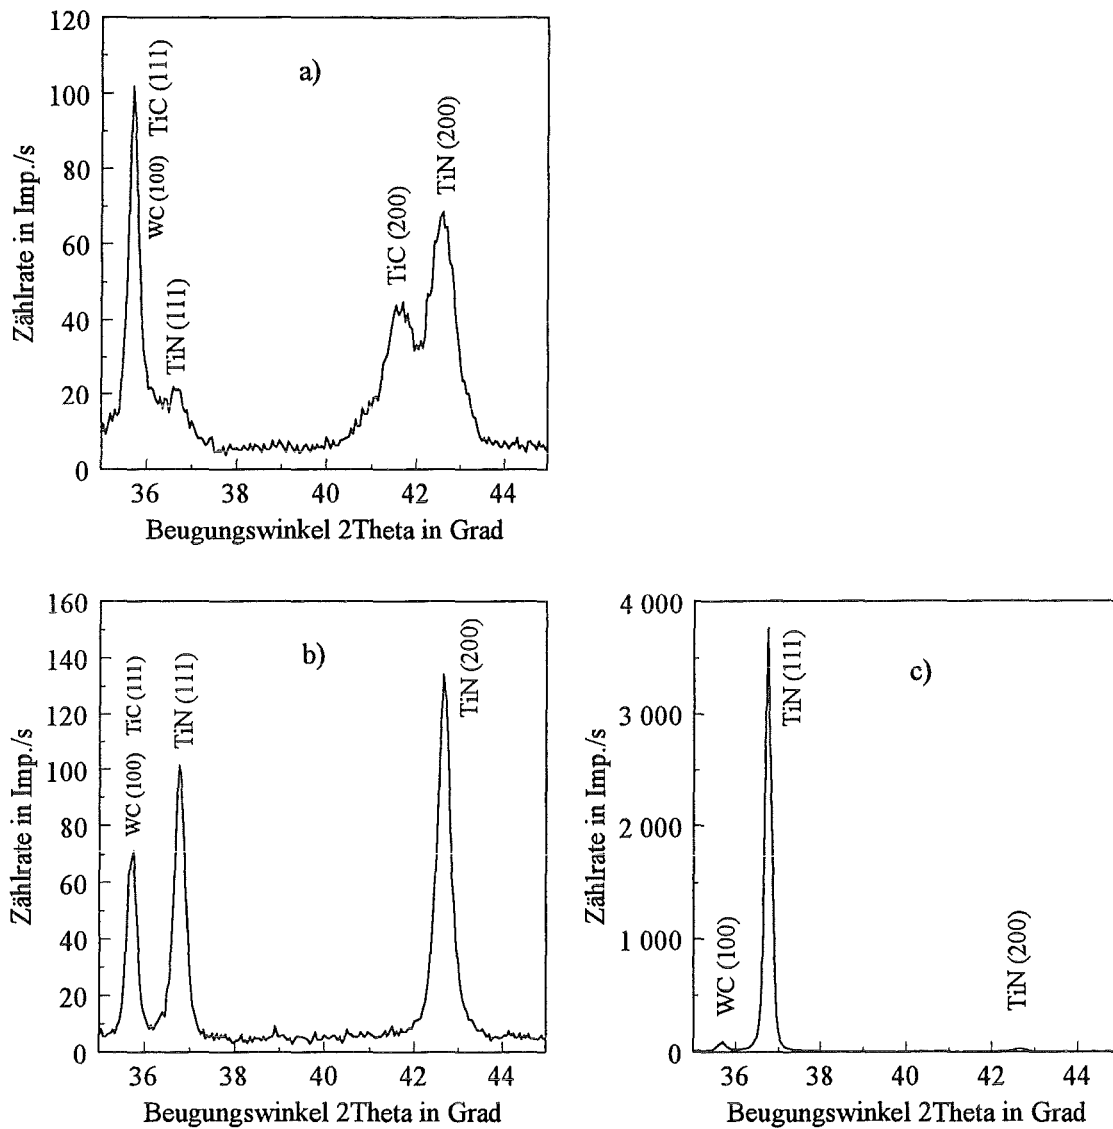 120
100
80
60
40
20
0
36
38
40
42
44
Zählrate in Imp./s
Beugungswinkel 2Theta in Grad
a)
WC (100) TiC (111)
TiN (111)
TiC (200)
TiN (200)
160
140
120
100
80
60
40
20
0
36
38
40
42
44
Zählrate in Imp./s
Beugungswinkel 2Theta in Grad
b)
WC (100) TiC (111)
TiN (111)
TiN (200)
4 000
3 000
2 000
1 000
0
36
38
40
42
44
Zählrate in Imp./s
Beugungswinkel 2Theta in Grad
c)
WC (100)
TiN (111)
TiN (200)